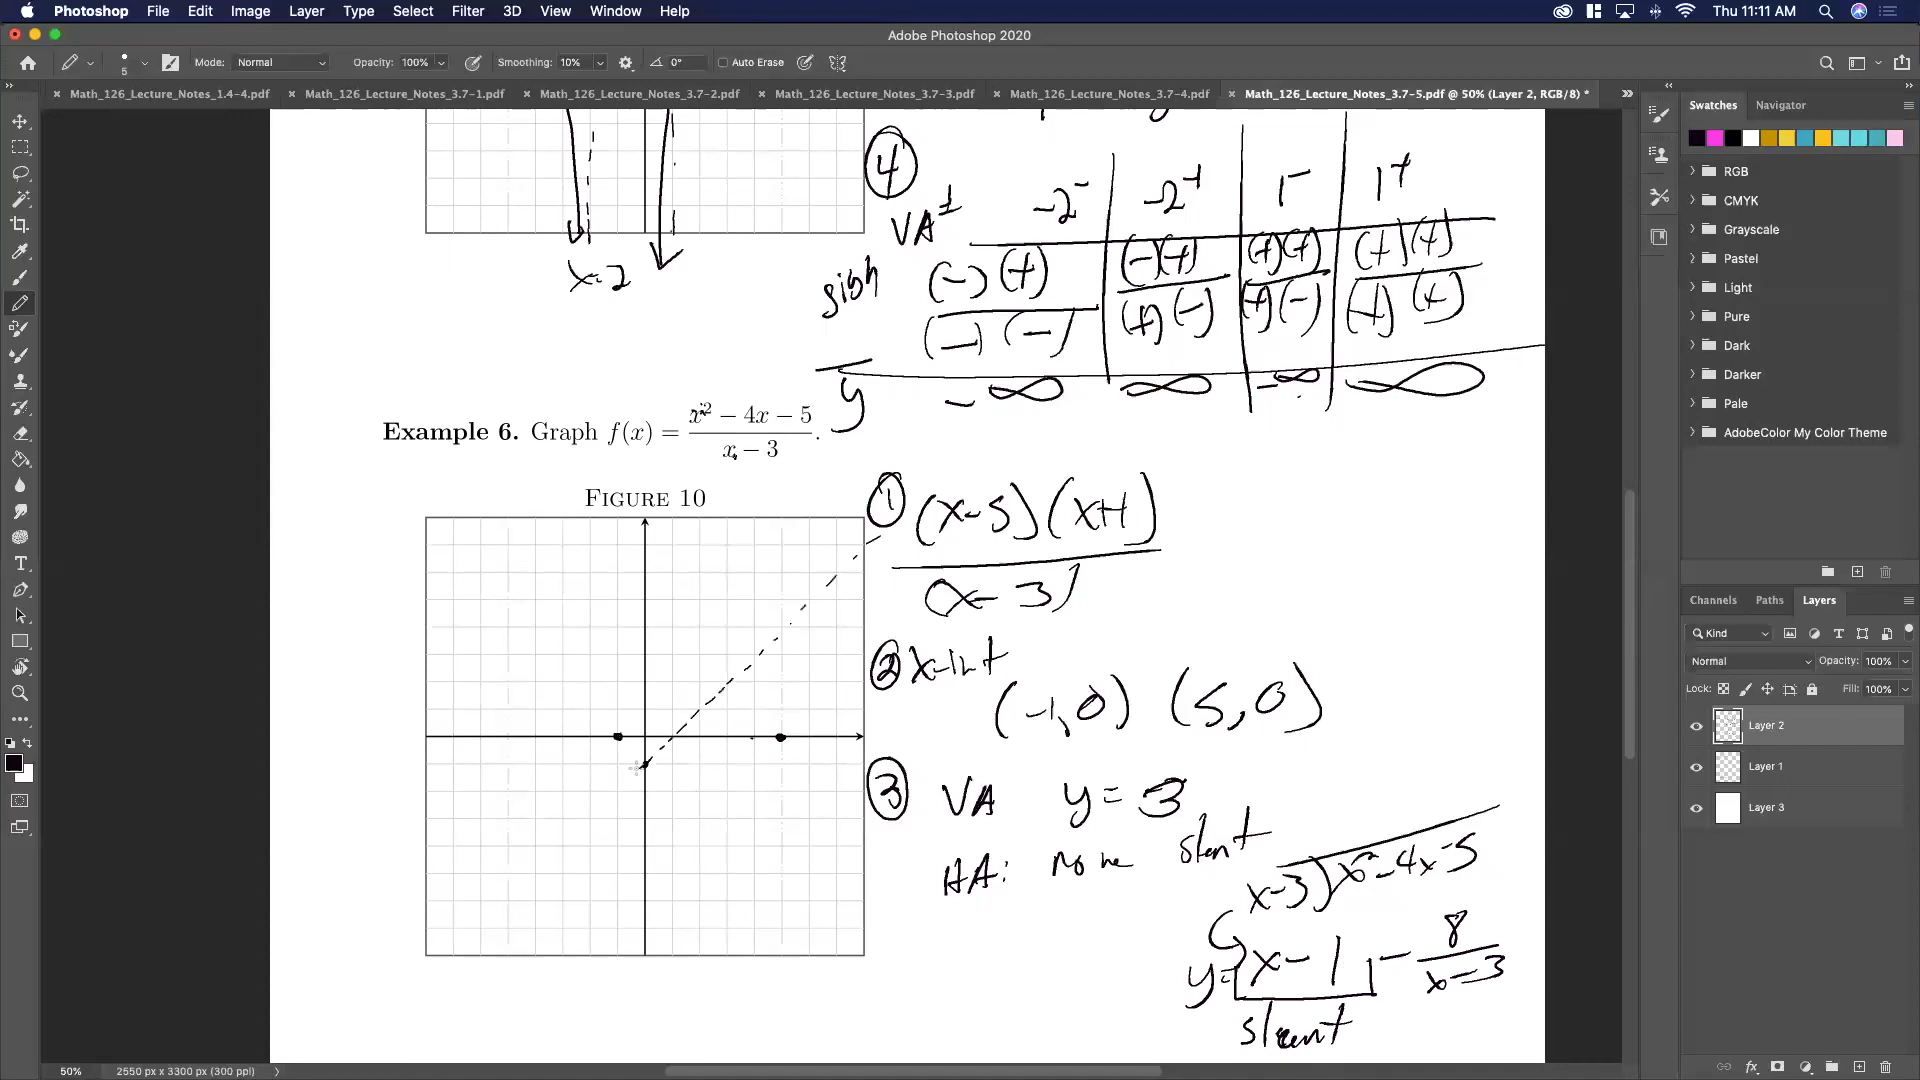 Photoshop File Edit Image Layer Type Select Filter 3D View Window Help Thu 11:11 AM
Adobe Photoshop 2020
5 Mode: Normal Opacity: 100% Smoothing: 10% 0° Auto Erase
Math_126_Lecture_Notes_1.4-4.pdf Math_126_Lecture_Notes_3.7-1.pdf Math_126_Lecture_Notes_3.7-2.pdf Math_126_Lecture_Notes_3.7-3.pdf Math_126_Lecture_Notes_3.7-4.pdf Math_126_Lecture_Notes_3.7-5.pdf @ 50% (Layer 2, RGB/8) *
4
VA± -2⁻ -2⁺ 1⁻ 1⁺
sign (-)(+) (-)(+) (+)(+) (+)(+)
(-)(-) (+)(-) (+)(-) (+)(+)
y -∞ ∞ -∞ ∞
x=2
Example 6. Graph f(x) = x² − 4x − 5
x − 3
.
FIGURE 10
1 (x-5)(x+1)
(x-3)
2 x-int
(-1,0) (5,0)
3 VA y=3
HA: None slant
x-3)x²-4x-5
y=x-1-8
x-3
slant
50% 2550 px x 3300 px (300 ppi)
Swatches Navigator
RGB
CMYK
Grayscale
Pastel
Light
Pure
Dark
Darker
Pale
AdobeColor My Color Theme
Channels Paths Layers
Kind
Normal Opacity: 100%
Lock: Fill: 100%
Layer 2
Layer 1
Layer 3